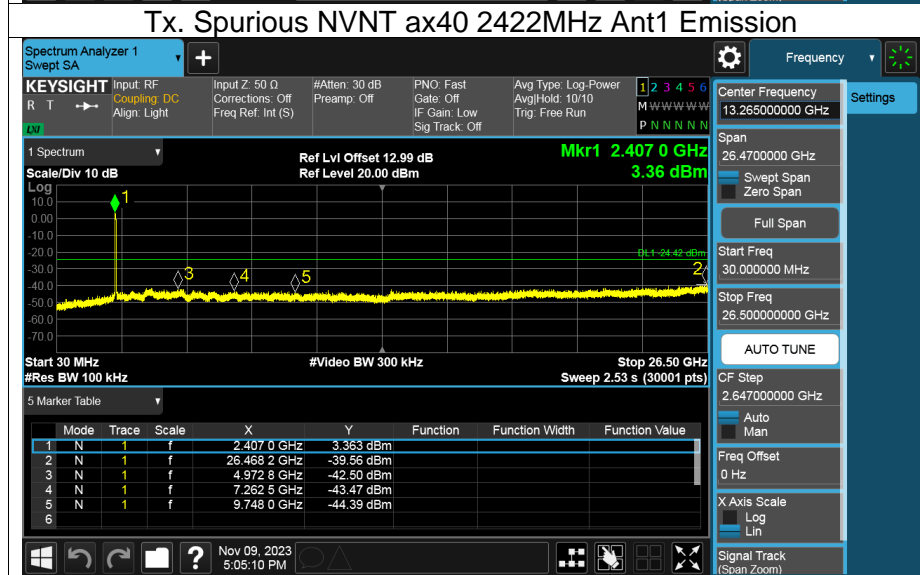 Tx. Spurious NVNT ax40 2422MHz Ant1 Emission
Spectrum Analyzer 1
Swept SA
+
Frequency
KEYSIGHT
R T
LXI
Input: RF
Coupling: DC
Align: Light
Input Z: 50 Ω
Corrections: Off
Freq Ref: Int (S)
#Atten: 30 dB
Preamp: Off
PNO: Fast
Gate: Off
IF Gain: Low
Sig Track: Off
Avg Type: Log-Power
Avg|Hold: 10/10
Trig: Free Run
1 2 3 4 5 6
M W W W W W
P N N N N N
Center Frequency
13.265000000 GHz
Settings
Span
26.4700000 GHz
Swept Span
Zero Span
Full Span
Start Freq
30.000000 MHz
Stop Freq
26.500000000 GHz
AUTO TUNE
CF Step
2.647000000 GHz
Auto
Man
Freq Offset
0 Hz
X Axis Scale
Log
Lin
Signal Track
(Span Zoom)
1 Spectrum
Scale/Div 10 dB
Ref Lvl Offset 12.99 dB
Ref Level 20.00 dBm
Mkr1 2.407 0 GHz
3.36 dBm
Log
10.0
0.00
-10.0
-20.0
-30.0
-40.0
-50.0
-60.0
-70.0
1
DL1 -24.42 dBm
2
3
4
5
Start 30 MHz
#Res BW 100 kHz
#Video BW 300 kHz
Stop 26.50 GHz
Sweep 2.53 s (30001 pts)
5 Marker Table
Mode Trace Scale X Y Function Function Width Function Value
1 N 1 f 2.407 0 GHz 3.363 dBm
2 N 1 f 26.468 2 GHz -39.56 dBm
3 N 1 f 4.972 8 GHz -42.50 dBm
4 N 1 f 7.262 5 GHz -43.47 dBm
5 N 1 f 9.748 0 GHz -44.39 dBm
6
?
Nov 09, 2023
5:05:10 PM